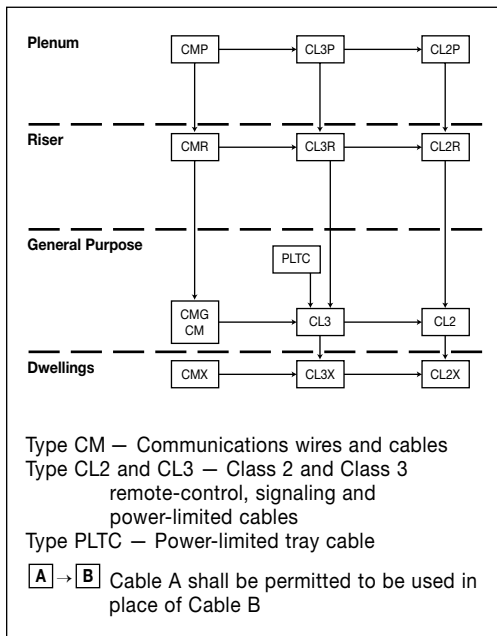 Plenum
CMP CL3P CL2P
Riser
CMR CL3R CL2R
General Purpose
PLTC
CMG
CM
CL3 CL2
Dwellings
CMX CL3X CL2X
Type CM — Communications wires and cables
Type CL2 and CL3 — Class 2 and Class 3
remote-control, signaling and
power-limited cables
Type PLTC — Power-limited tray cable
A → B Cable A shall be permitted to be used in
place of Cable B